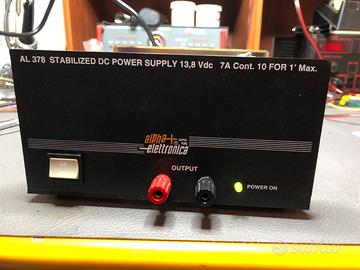 AL 378 STABILIZED DC POWER SUPPLY 13,8 Vdc 7A Cont. 10 FOR 1' Max.
alpha
elettronica
OUTPUT
POWER ON
subito